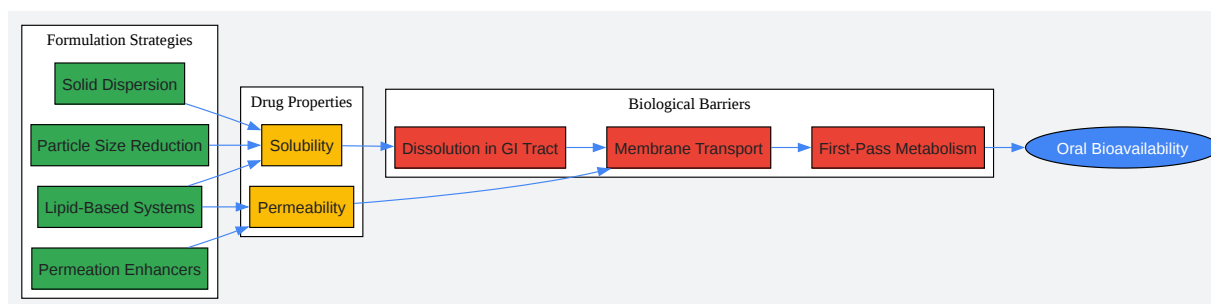 Formulation Strategies
Solid Dispersion
Particle Size Reduction
Lipid-Based Systems
Permeation Enhancers
Drug Properties
Solubility
Permeability
Biological Barriers
Dissolution in GI Tract
Membrane Transport
First-Pass Metabolism
Oral Bioavailability